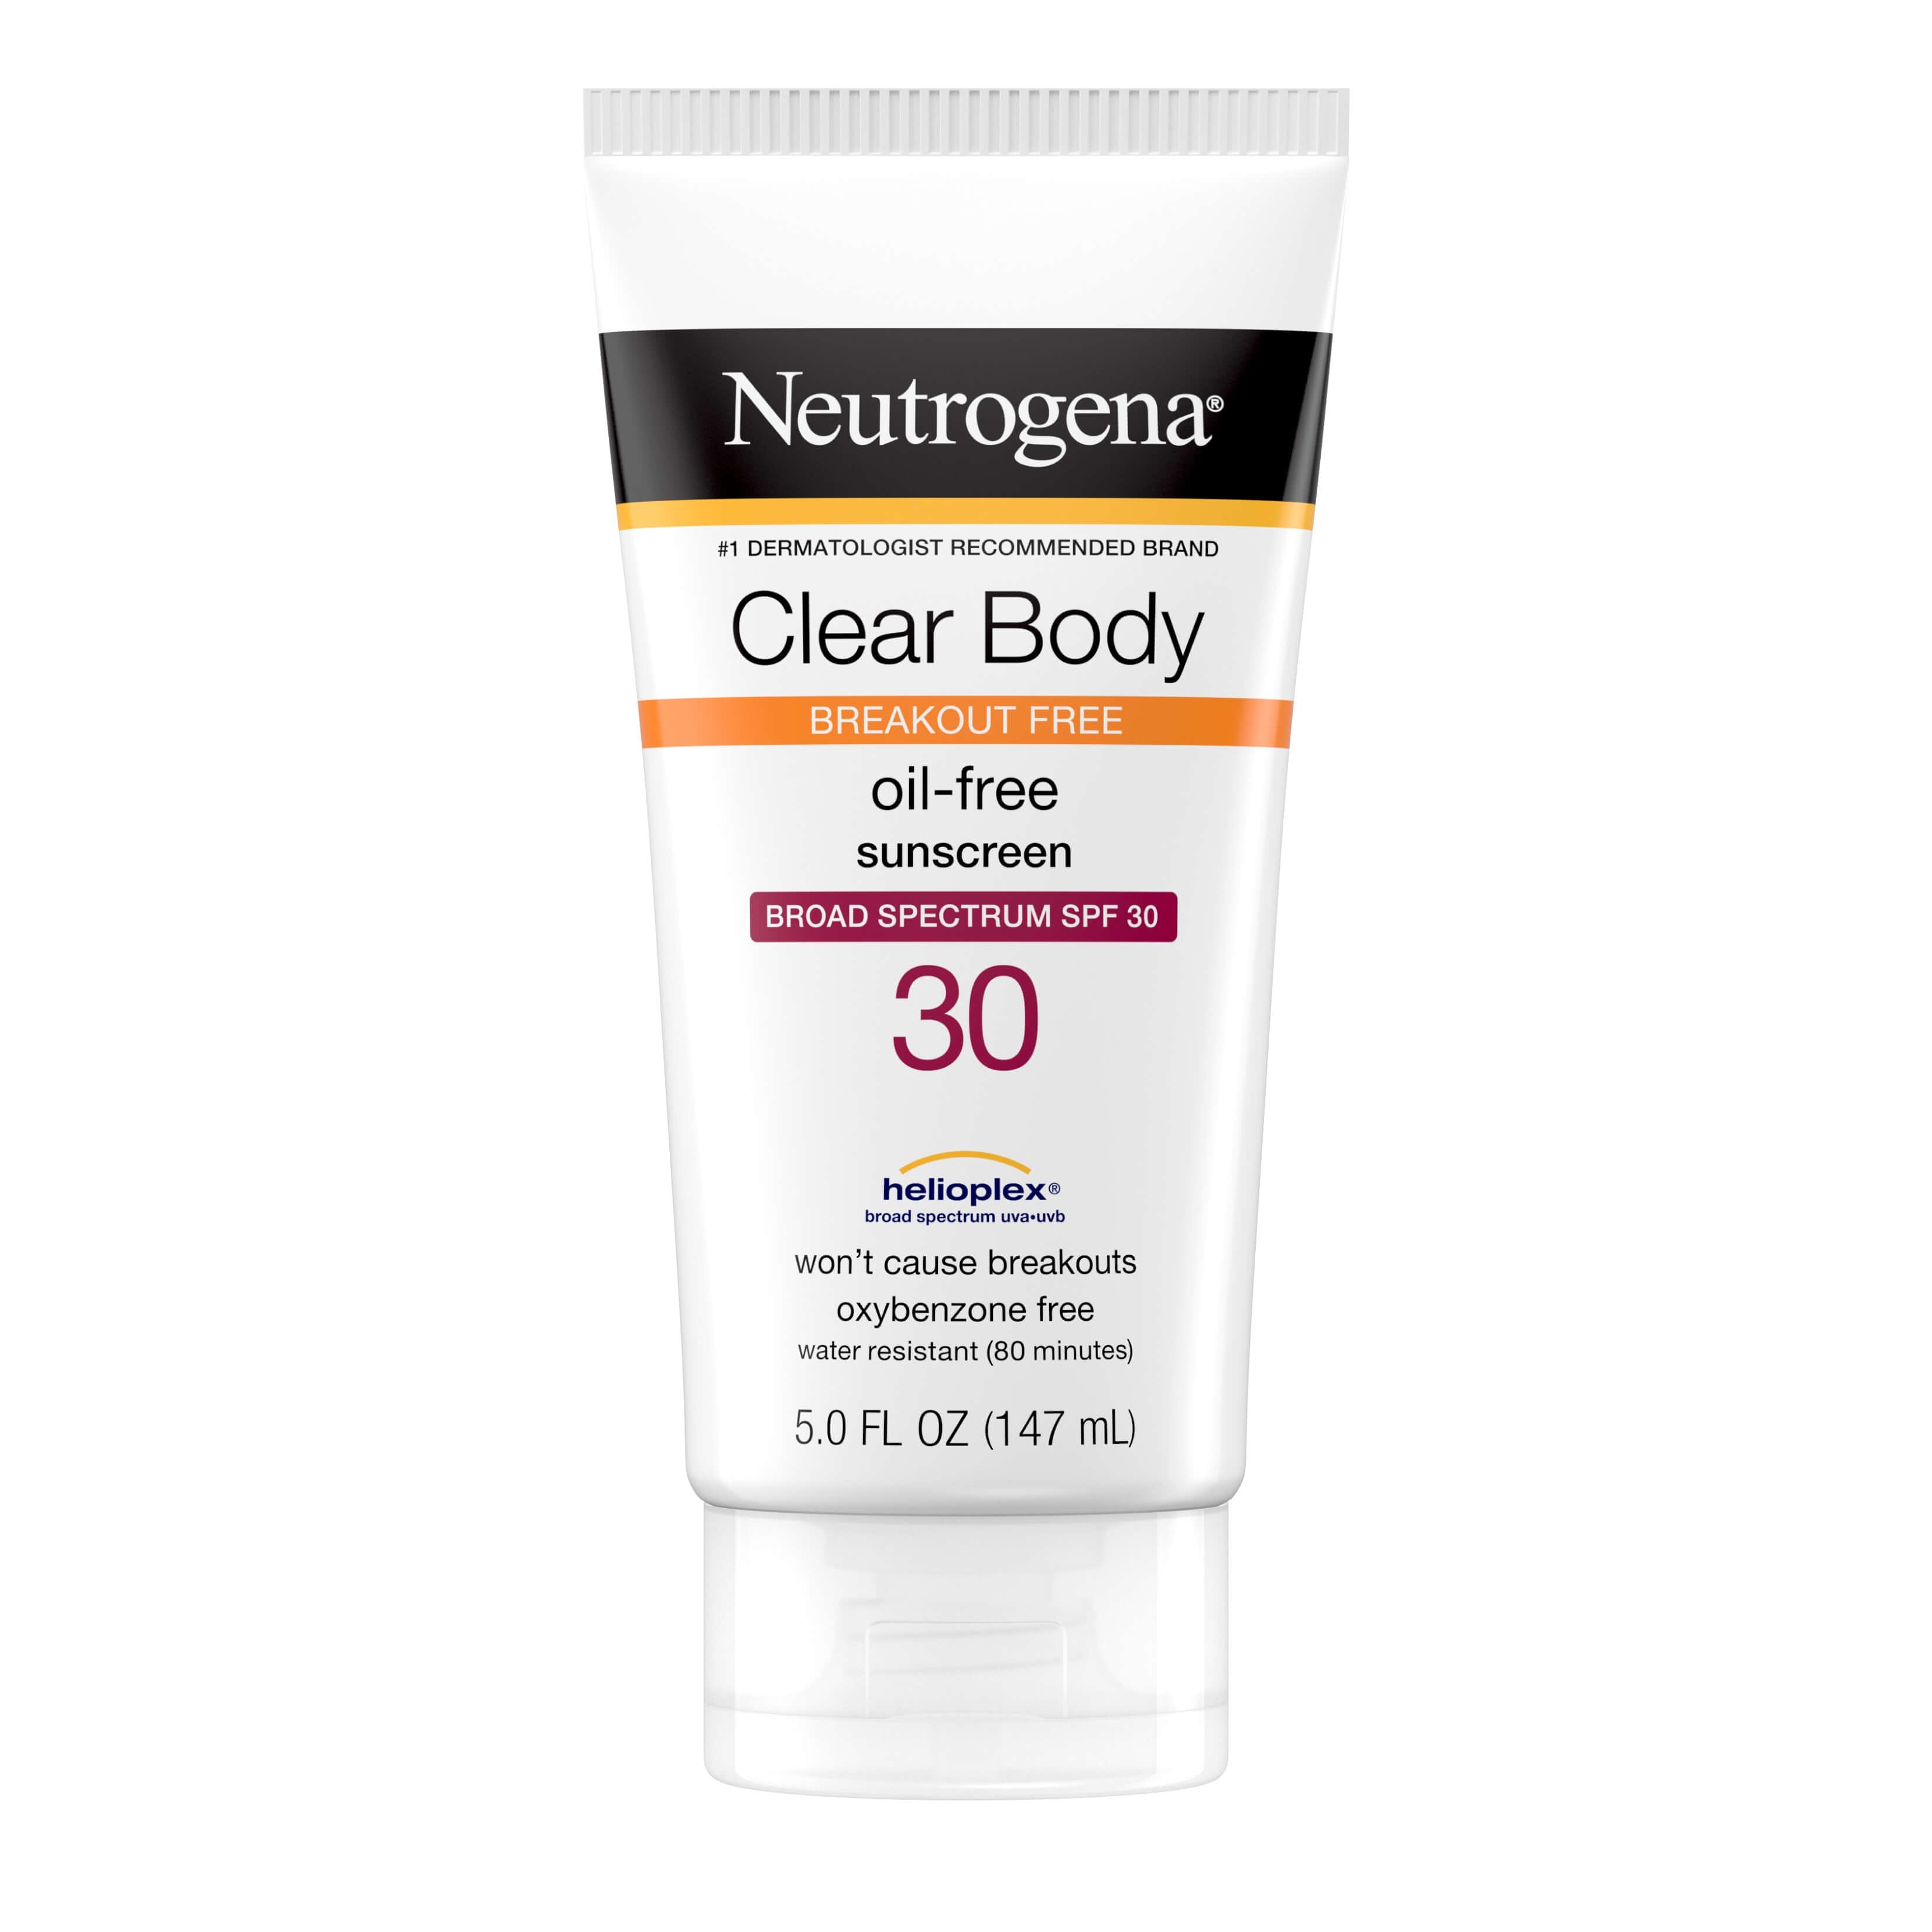 Neutrogena®
#1 DERMATOLOGIST RECOMMENDED BRAND
Clear Body
BREAKOUT FREE
oil-free
sunscreen
BROAD SPECTRUM SPF 30
30
helioplex®
broad spectrum uva•uvb
won't cause breakouts
oxybenzone free
water resistant (80 minutes)
5.0 FL OZ (147 mL)